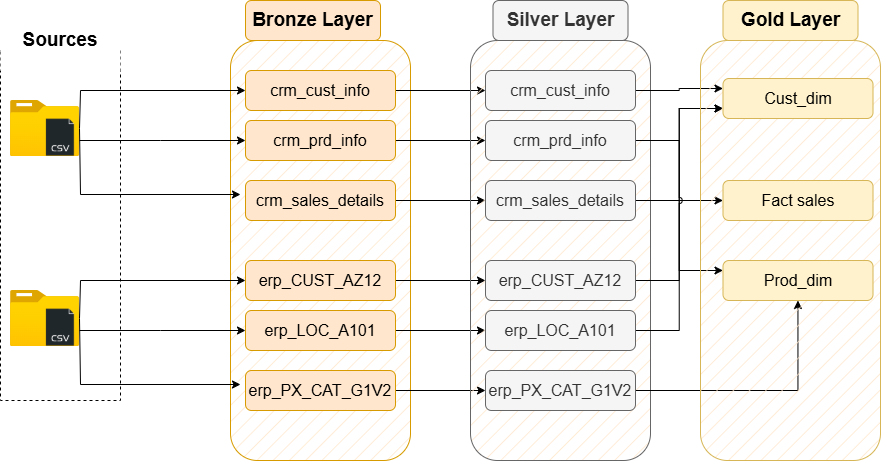 Sources
Bronze Layer
Silver Layer
Gold Layer
CSV
CSV
crm_cust_info
crm_prd_info
crm_sales_details
erp_CUST_AZ12
erp_LOC_A101
erp_PX_CAT_G1V2
crm_cust_info
crm_prd_info
crm_sales_details
erp_CUST_AZ12
erp_LOC_A101
erp_PX_CAT_G1V2
Cust_dim
Fact sales
Prod_dim